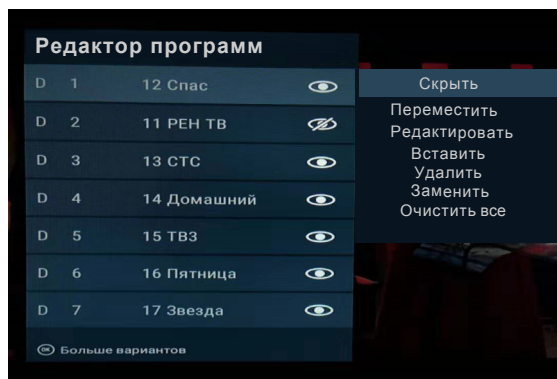 Редактор программ
D 1 12 Спас
D 2 11 РЕН ТВ
D 3 13 СТС
D 4 14 Домашний
D 5 15 ТВ3
D 6 16 Пятница
D 7 17 Звезда
OK Больше вариантов
Скрыть
Переместить
Редактировать
Вставить
Удалить
Заменить
Очистить все